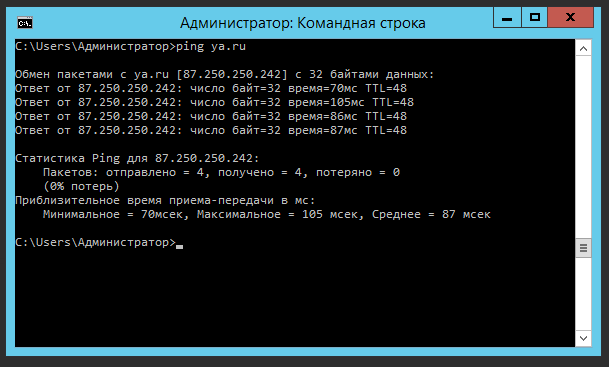 Администратор: Командная строка
C:\Users\Администратор>ping ya.ru
Обмен пакетами с ya.ru [87.250.250.242] с 32 байтами данных:
Ответ от 87.250.250.242: число байт=32 время=70мс TTL=48
Ответ от 87.250.250.242: число байт=32 время=105мс TTL=48
Ответ от 87.250.250.242: число байт=32 время=86мс TTL=48
Ответ от 87.250.250.242: число байт=32 время=87мс TTL=48
Статистика Ping для 87.250.250.242:
Пакетов: отправлено = 4, получено = 4, потеряно = 0
(0% потерь)
Приблизительное время приема-передачи в мс:
Минимальное = 70мсек, Максимальное = 105 мсек, Среднее = 87 мсек
C:\Users\Администратор>